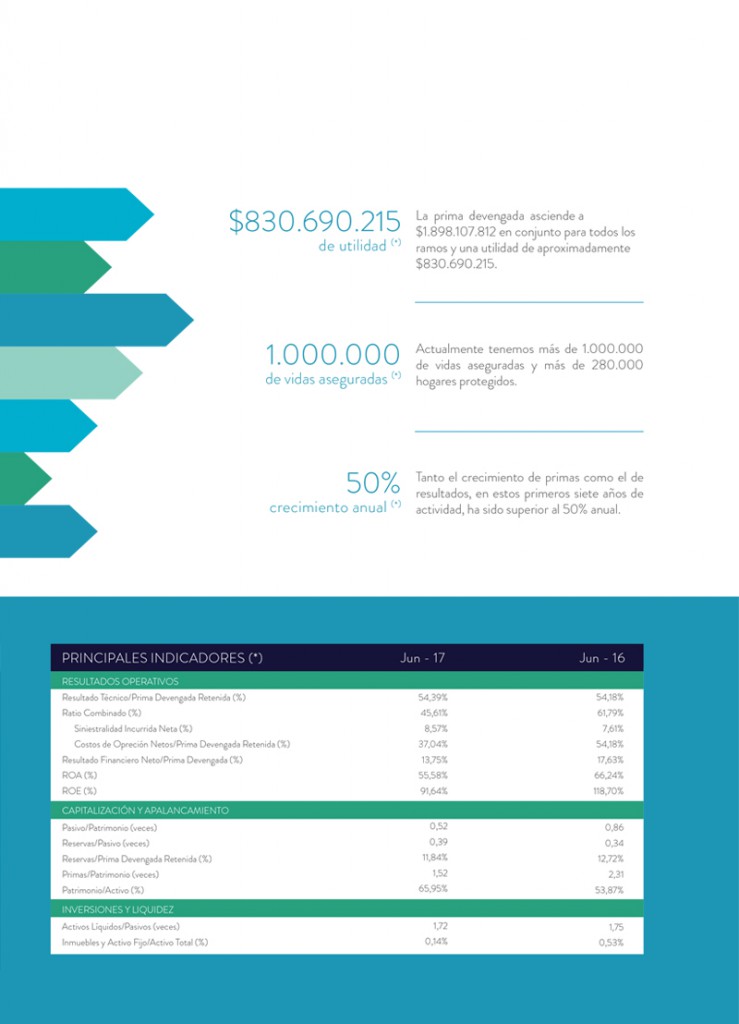 $830.690.215
de utilidad (*)
La prima devengada asciende a
$1.898.107.812 en conjunto para todos los
ramos y una utilidad de aproximadamente
$830.690.215.
1.000.000
de vidas aseguradas (*)
Actualmente tenemos más de 1.000.000
de vidas aseguradas y más de 280.000
hogares protegidos.
50%
crecimiento anual (*)
Tanto el crecimiento de primas como el de
resultados, en estos primeros siete años de
actividad, ha sido superior al 50% anual.
PRINCIPALES INDICADORES (*) Jun - 17 Jun - 16
RESULTADOS OPERATIVOS
Resultado Técnico/Prima Devengada Retenida (%) 54,39% 54,18%
Ratio Combinado (%) 45,61% 61,79%
Siniestralidad Incurrida Neta (%) 8,57% 7,61%
Costos de Opreción Netos/Prima Devengada Retenida (%) 37,04% 54,18%
Resultado Financiero Neto/Prima Devengada (%) 13,75% 17,63%
ROA (%) 55,58% 66,24%
ROE (%) 91,64% 118,70%
CAPITALIZACIÓN Y APALANCAMIENTO
Pasivo/Patrimonio (veces) 0,52 0,86
Reservas/Pasivo (veces) 0,39 0,34
Reservas/Prima Devengada Retenida (%) 11,84% 12,72%
Primas/Patrimonio (veces) 1,52 2,31
Patrimonio/Activo (%) 65,95% 53,87%
INVERSIONES Y LIQUIDEZ
Activos Líquidos/Pasivos (veces) 1,72 1,75
Inmuebles y Activo Fijo/Activo Total (%) 0,14% 0,53%